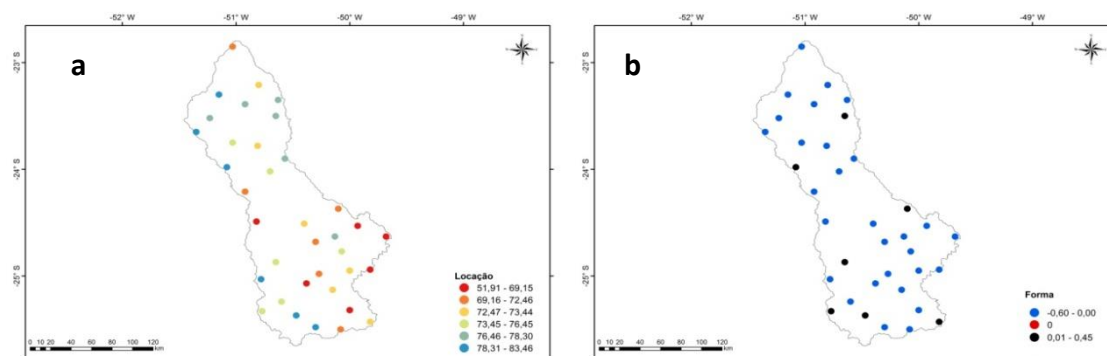 -52° W -51° W -50° W -49° W
a
-23° S
-24° S
-25° S
Locação
51,91 - 69,15
69,16 - 72,46
72,47 - 73,44
73,45 - 76,45
76,46 - 78,30
78,31 - 83,46
0 10 20 40 60 80 100 120
km
-52° W -51° W -50° W -49° W
b
-23° S
-24° S
-25° S
Forma
-0,60 - 0,00
0
0,01 - 0,45
0 10 20 40 60 80 100 120
km